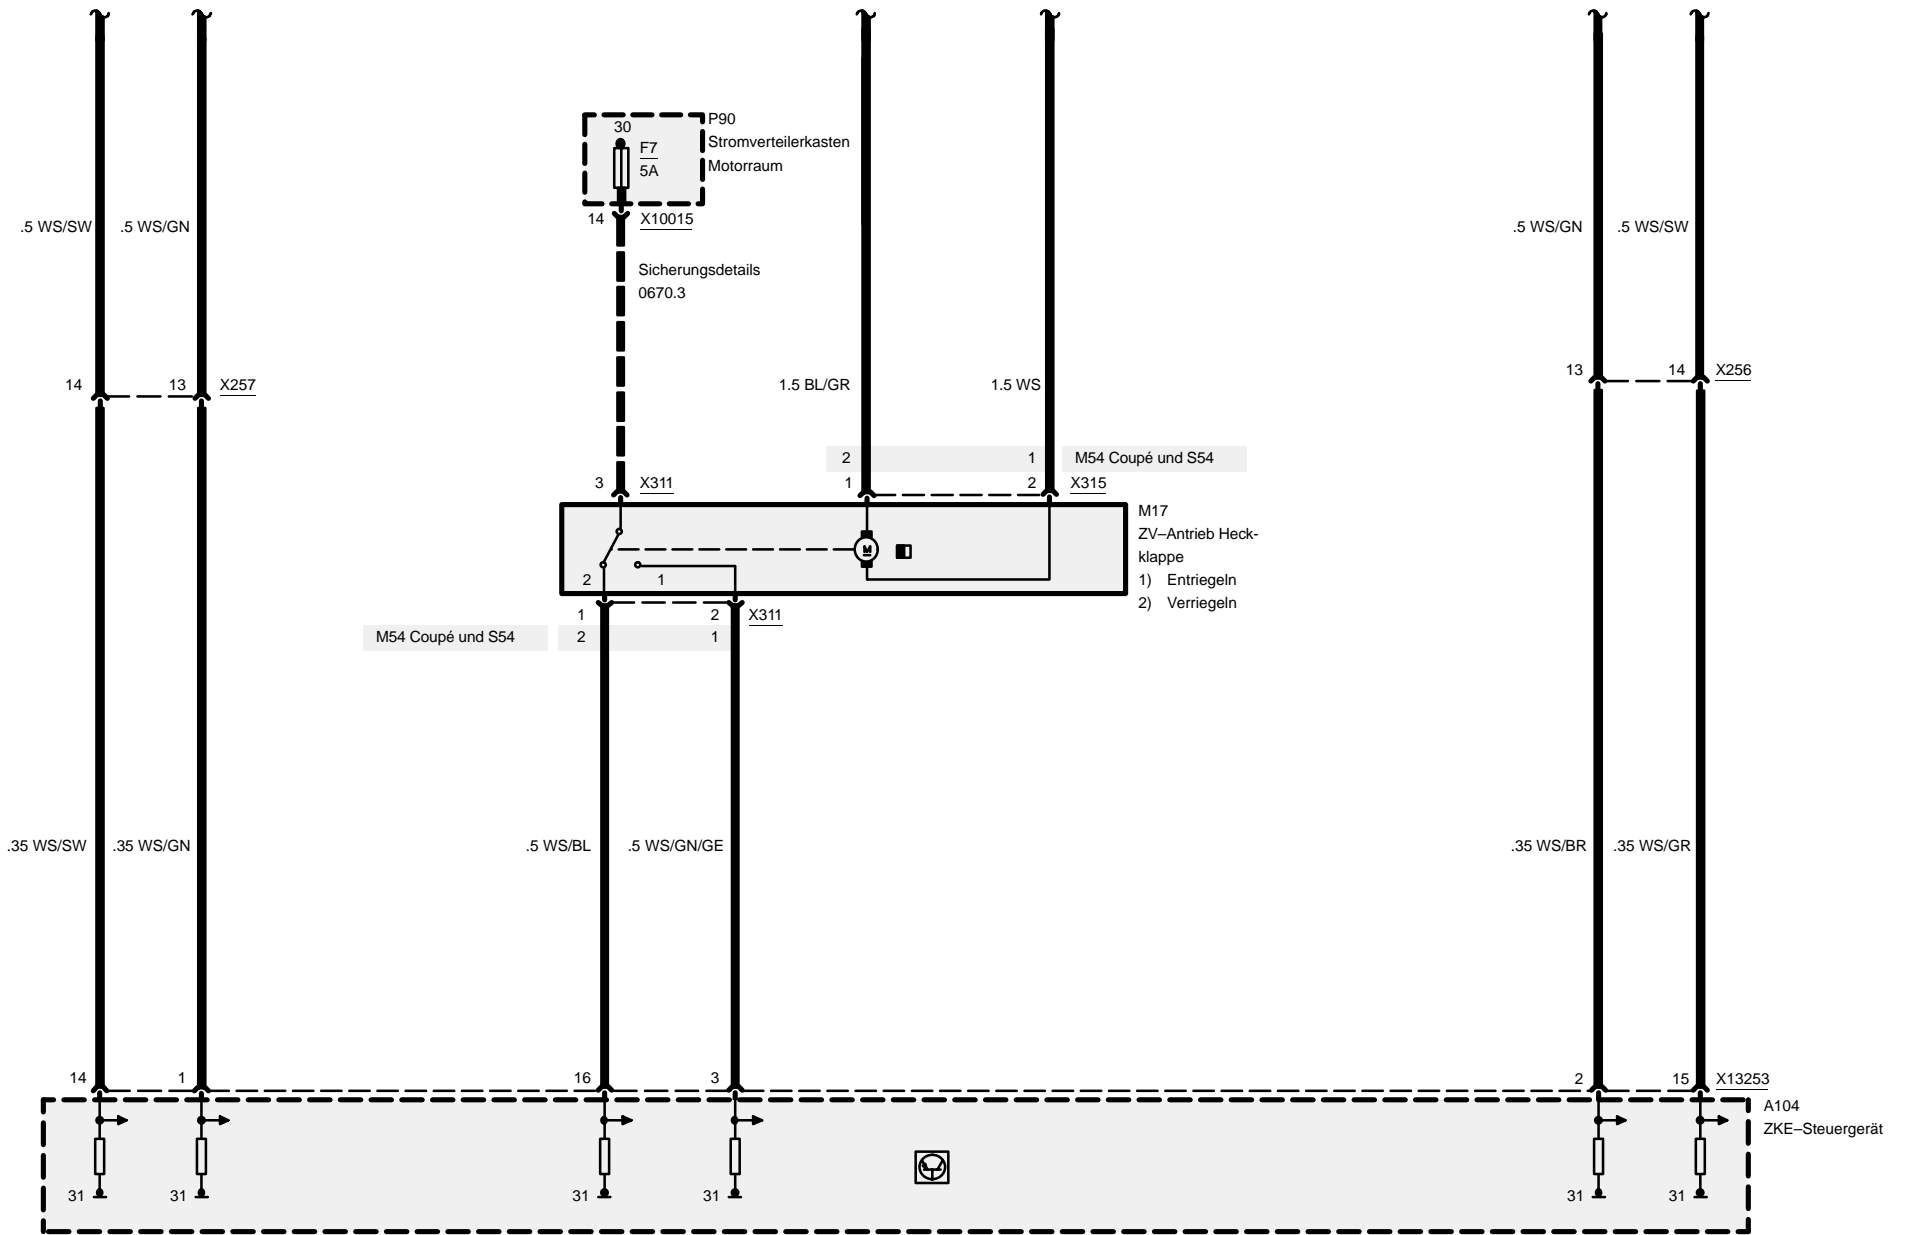 P90
30
Stromverteilerkasten
F7
5A
Motorraum
14 X10015
.5 WS/SW .5 WS/GN
.5 WS/GN .5 WS/SW
Sicherungsdetails
0670.3
14 13 X257
1.5 BL/GR 1.5 WS
13 14 X256
2 1 M54 Coupé und S54
3 X311
1 2 X315
M17
ZV–Antrieb Heck-
klappe
M
2 1
1) Entriegeln
2) Verriegeln
1 2 X311
M54 Coupé und S54 2 1
.35 WS/SW .35 WS/GN
.5 WS/BL .5 WS/GN/GE
.35 WS/BR .35 WS/GR
14 1 16 3 2 15 X13253
A104
ZKE–Steuergerät
31 31 31 31 31 31